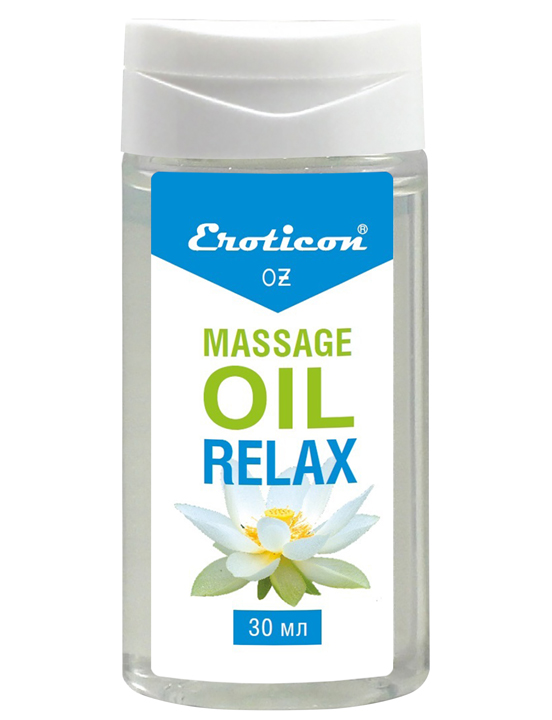 Eroticon®
OZ
MASSAGE
OIL
RELAX
30 мл